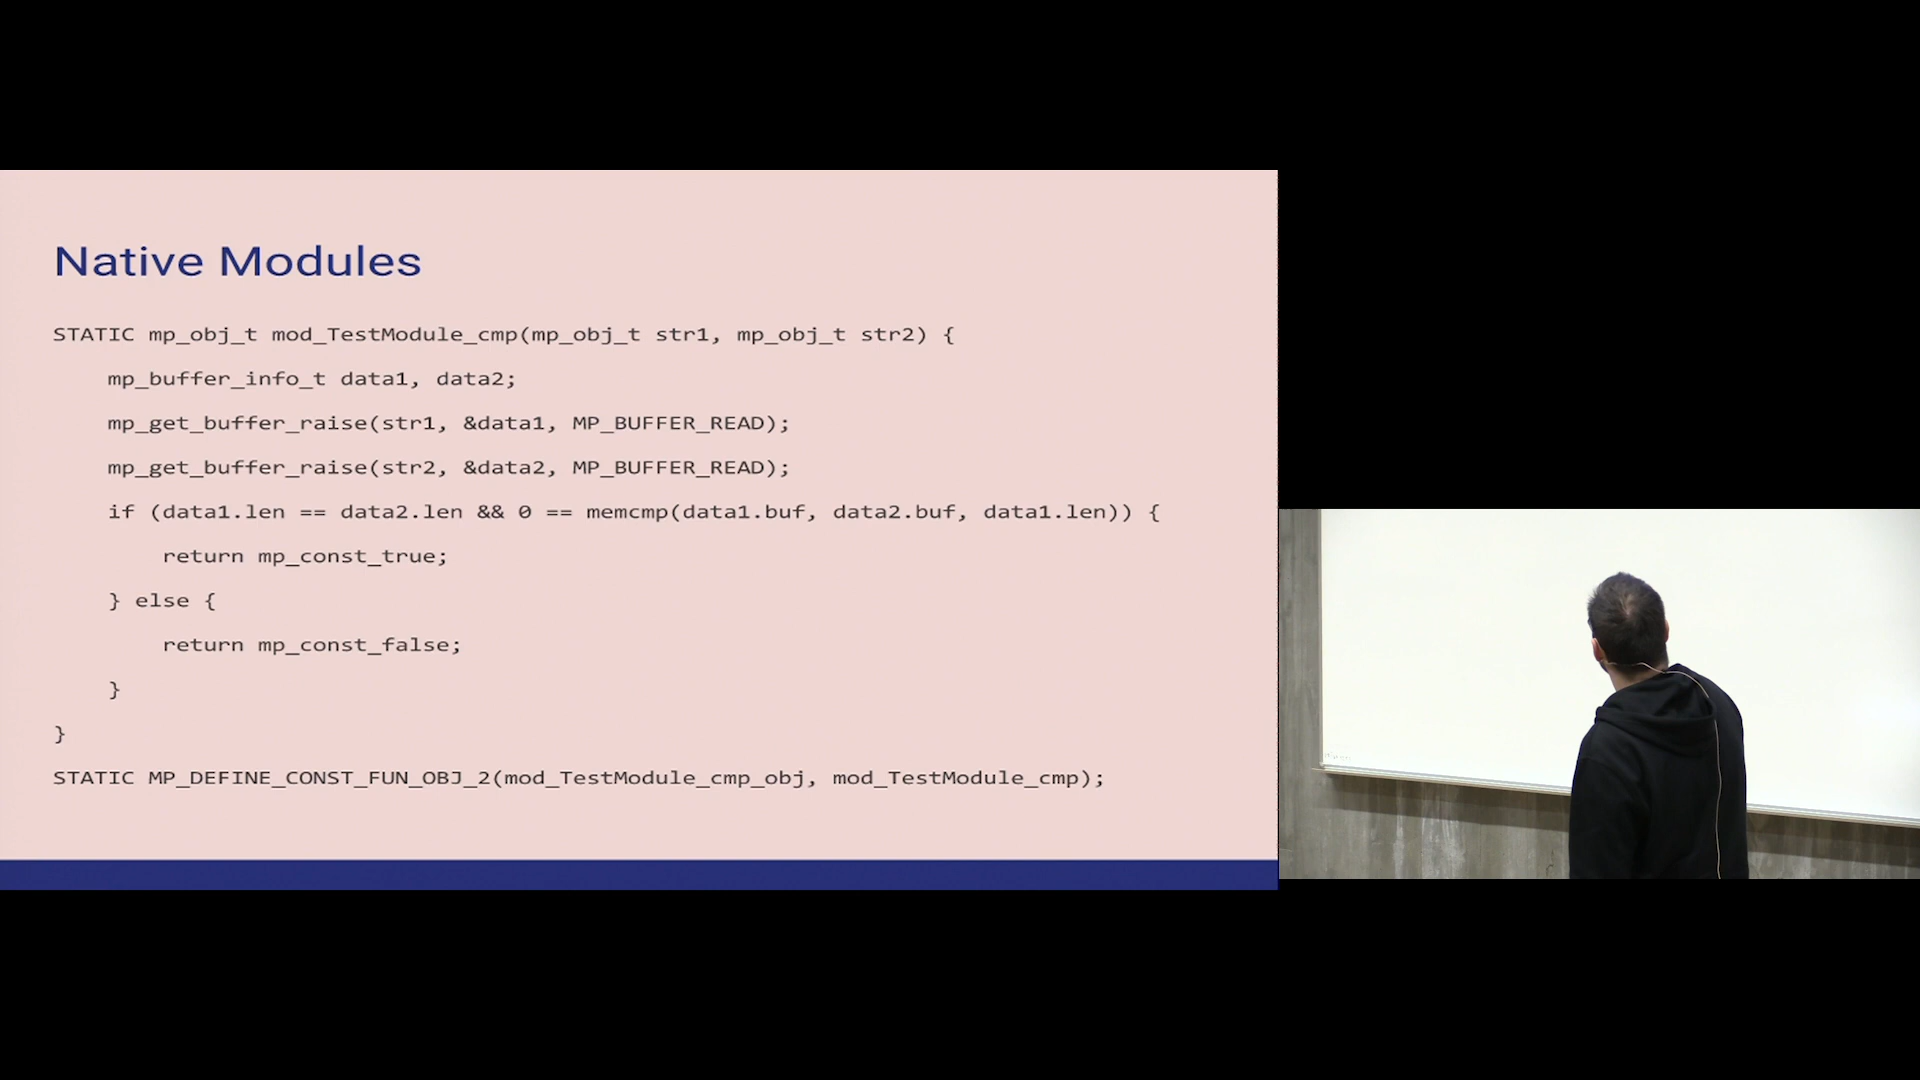 Native Modules
STATIC mp_obj_t mod_TestModule_cmp(mp_obj_t str1, mp_obj_t str2) {
    mp_buffer_info_t data1, data2;
    mp_get_buffer_raise(str1, &data1, MP_BUFFER_READ);
    mp_get_buffer_raise(str2, &data2, MP_BUFFER_READ);
    if (data1.len == data2.len && 0 == memcmp(data1.buf, data2.buf, data1.len)) {
        return mp_const_true;
    } else {
        return mp_const_false;
    }
}
STATIC MP_DEFINE_CONST_FUN_OBJ_2(mod_TestModule_cmp_obj, mod_TestModule_cmp);